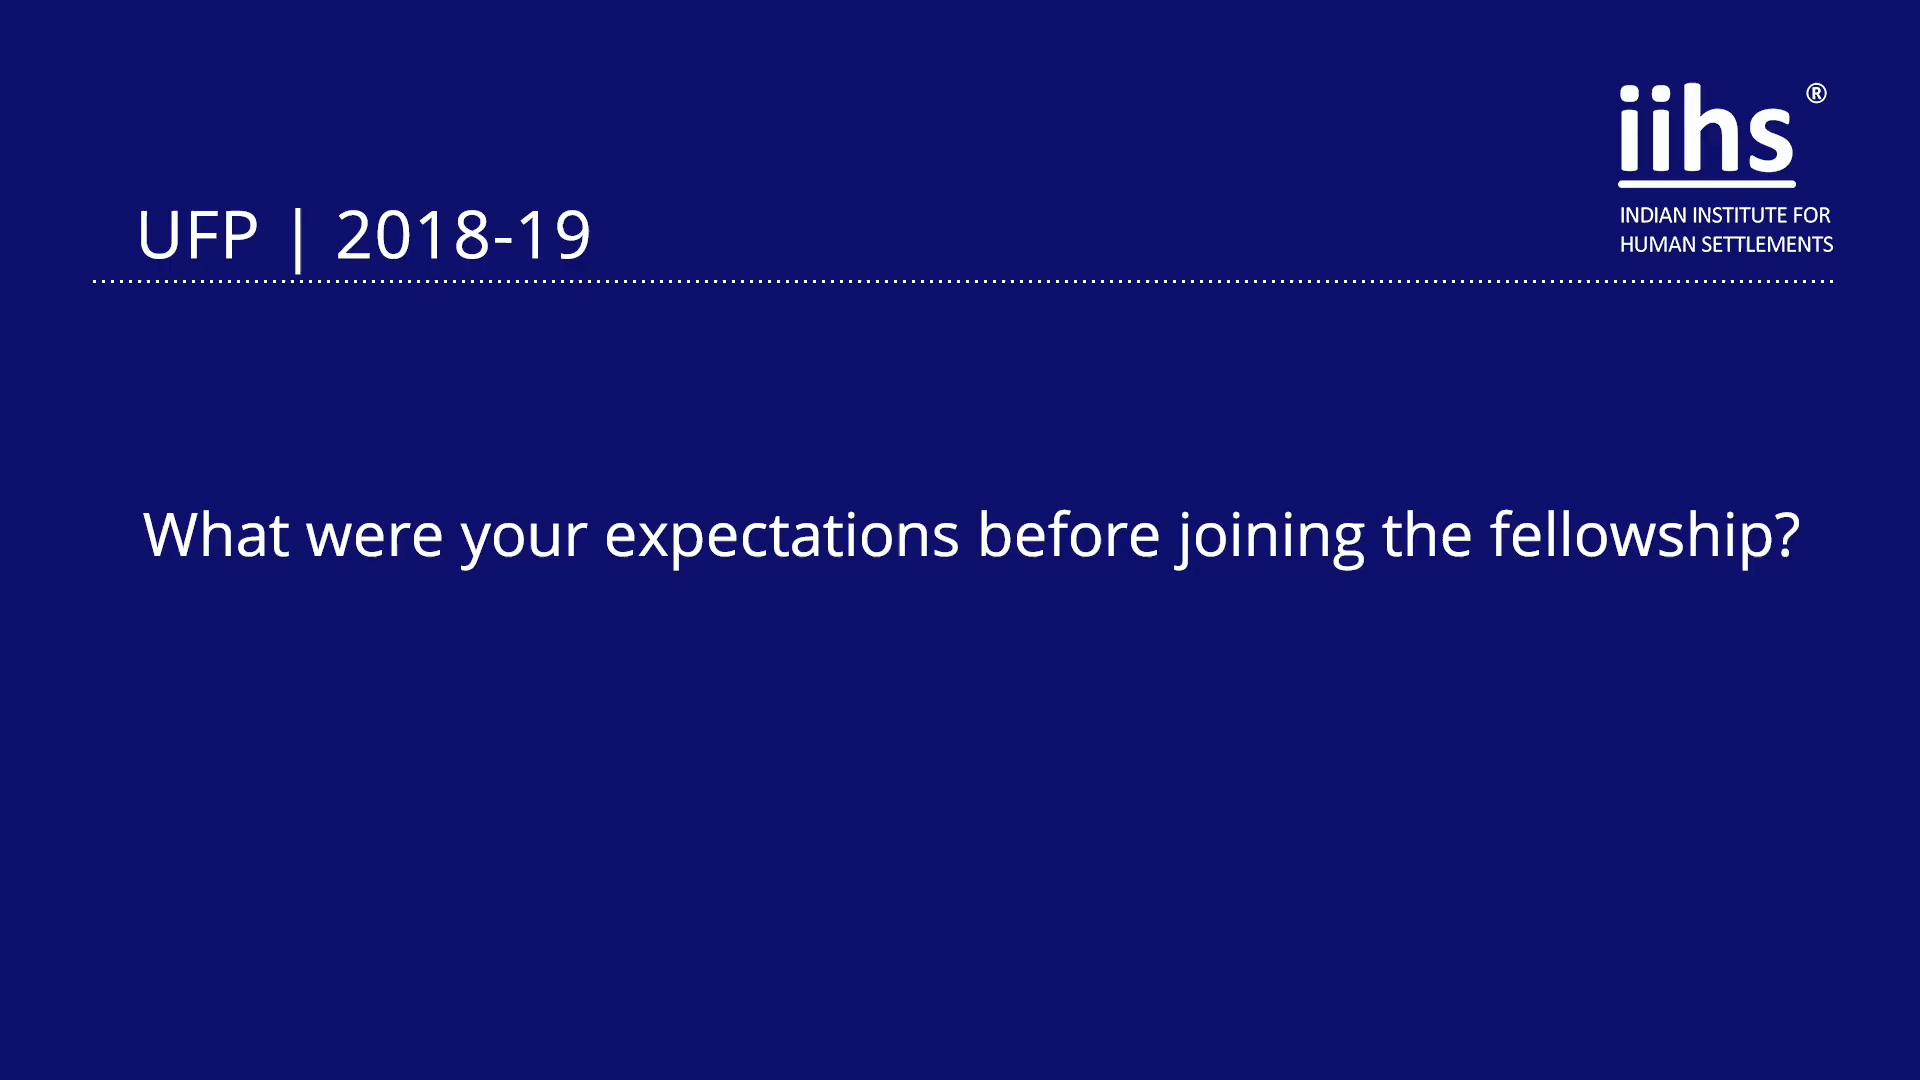 iihs®
INDIAN INSTITUTE FOR
HUMAN SETTLEMENTS
UFP | 2018-19
What were your expectations before joining the fellowship?